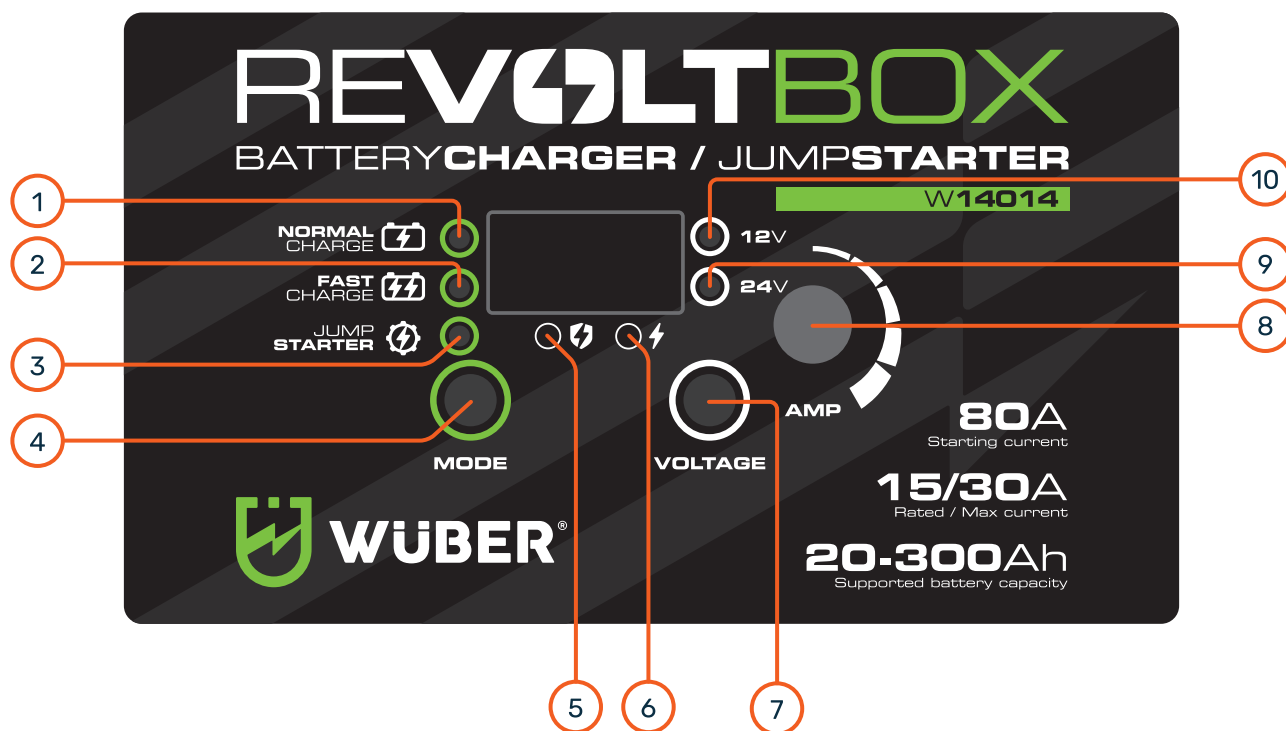 REVOLTBOX
BATTERYCHARGER / JUMPSTARTER
W14014
1
NORMAL
CHARGE
2
FAST
CHARGE
3
JUMP
STARTER
4
MODE
10
12V
9
24V
8
AMP
VOLTAGE
80A
Starting current
15/30A
Rated / Max current
20-300Ah
Supported battery capacity
WÜBER®
5
6
7